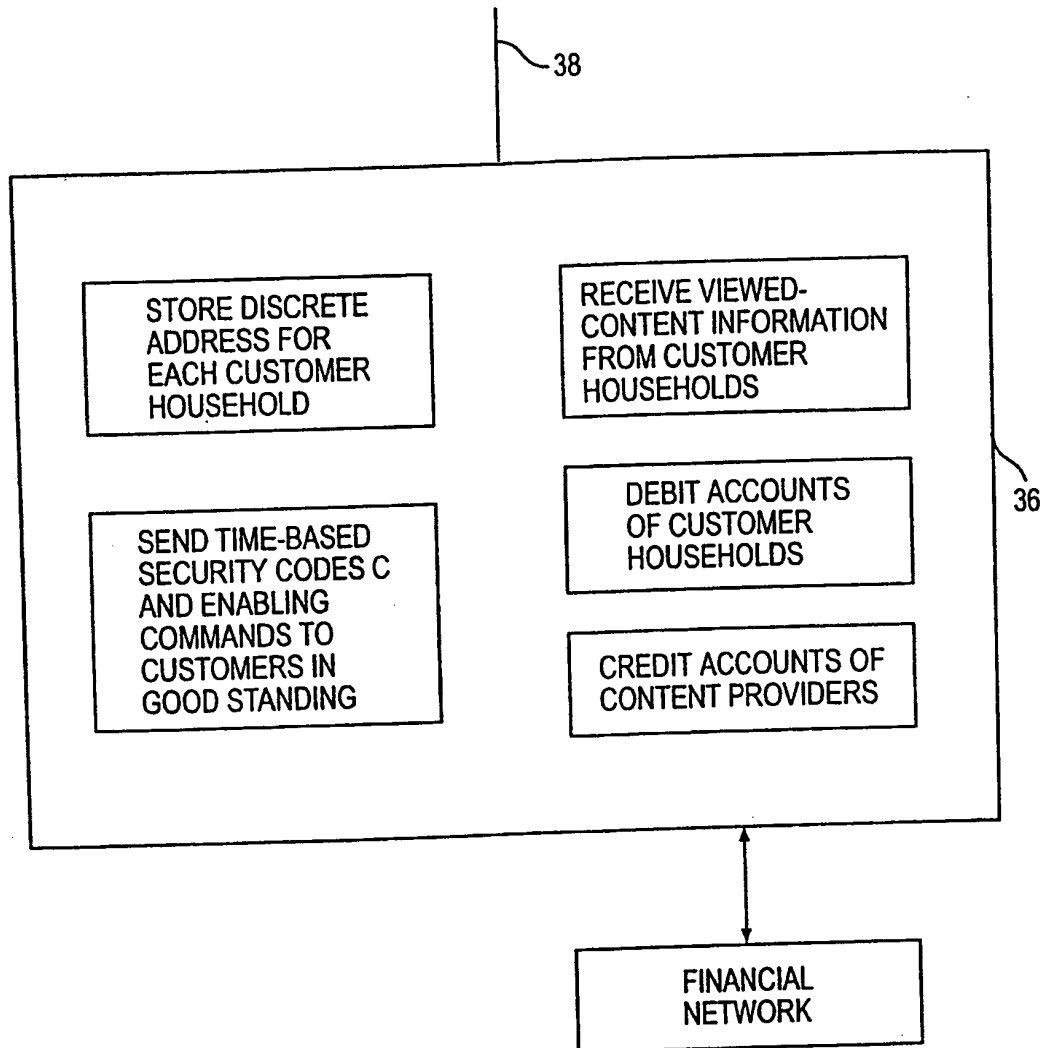 38
STORE DISCRETE
ADDRESS FOR
EACH CUSTOMER
HOUSEHOLD
SEND TIME-BASED
SECURITY CODES C
AND ENABLING
COMMANDS TO
CUSTOMERS IN
GOOD STANDING
RECEIVE VIEWED-
CONTENT INFORMATION
FROM CUSTOMER
HOUSEHOLDS
DEBIT ACCOUNTS
OF CUSTOMER
HOUSEHOLDS
CREDIT ACCOUNTS OF
CONTENT PROVIDERS
36
FINANCIAL
NETWORK